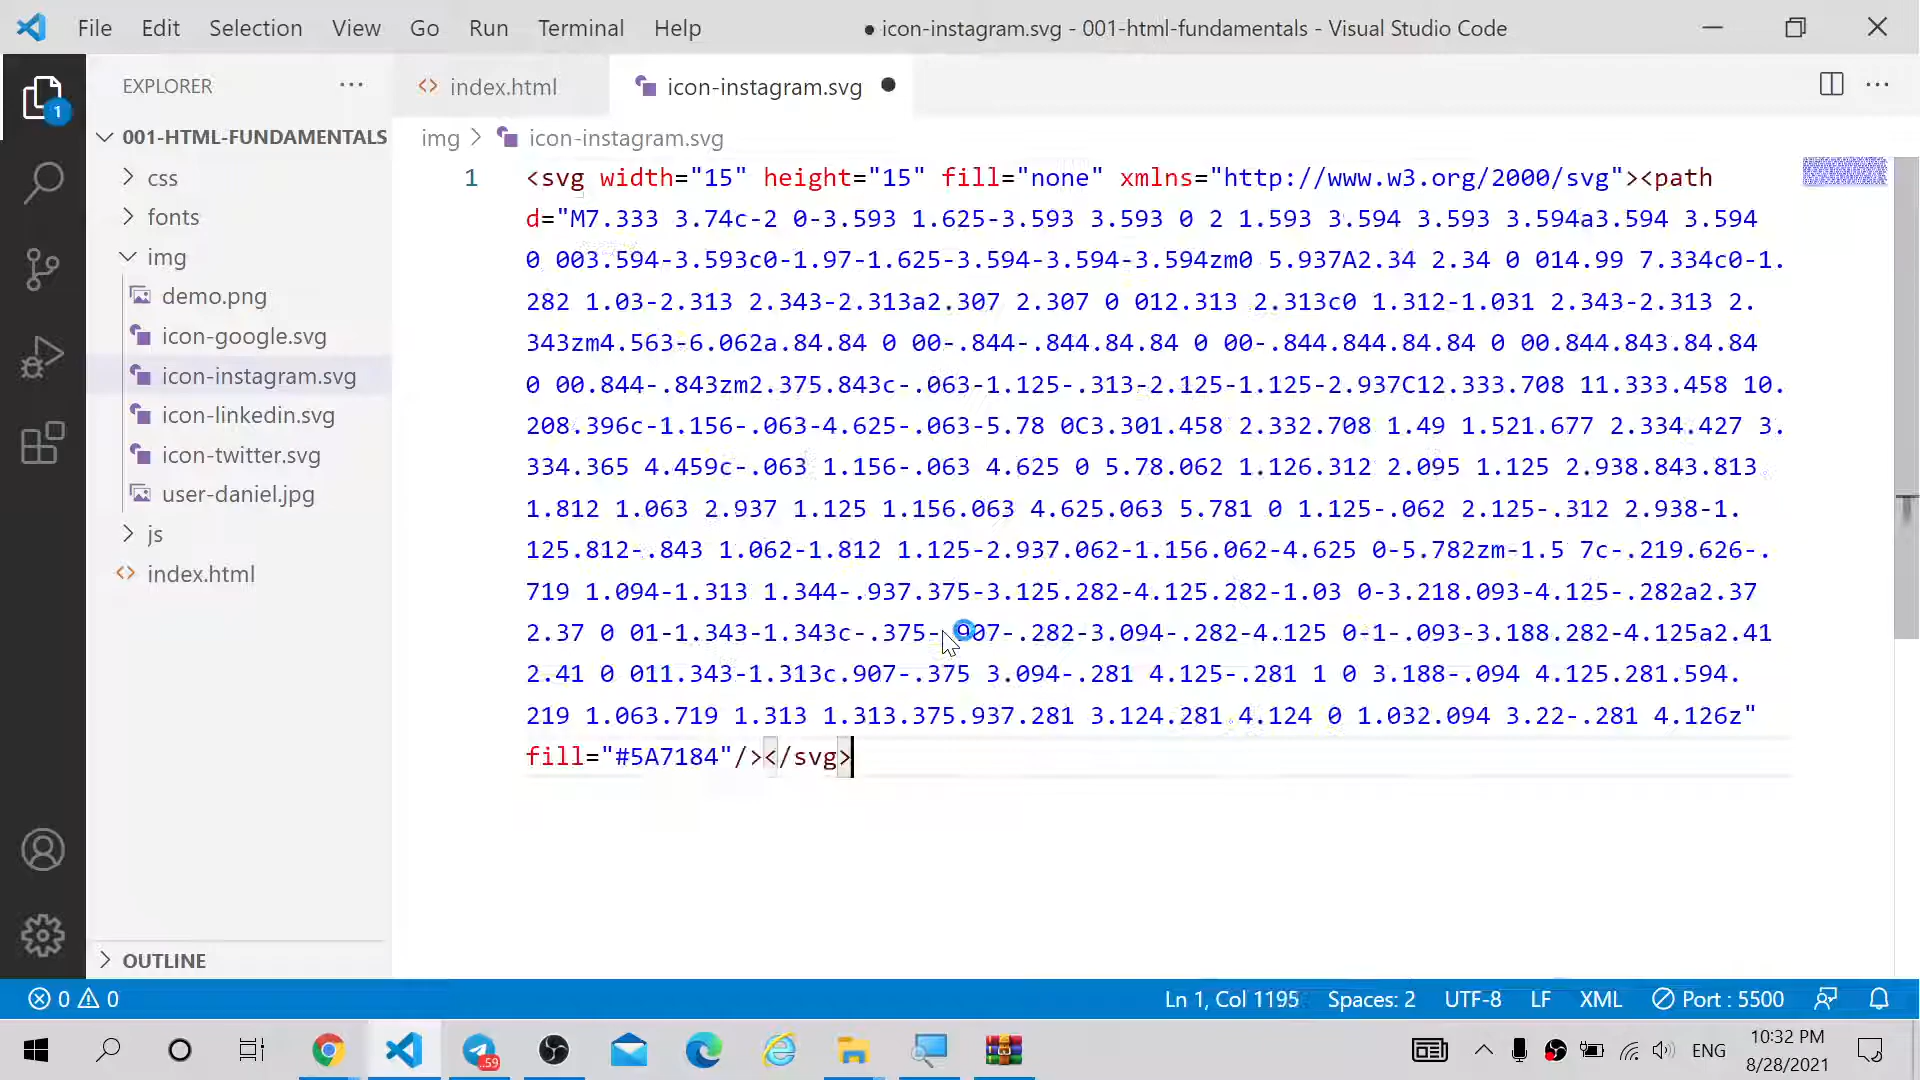 File Edit Selection View Go Run Terminal Help
● icon-instagram.svg - 001-html-fundamentals - Visual Studio Code
EXPLORER
index.html
icon-instagram.svg
1
001-HTML-FUNDAMENTALS
css
fonts
img
demo.png
icon-google.svg
icon-instagram.svg
icon-linkedin.svg
icon-twitter.svg
user-daniel.jpg
js
index.html
OUTLINE
img > icon-instagram.svg
1 <svg width="15" height="15" fill="none" xmlns="http://www.w3.org/2000/svg"><path
d="M7.333 3.74c-2 0-3.593 1.625-3.593 3.593 0 2 1.593 3.594 3.593 3.594a3.594 3.594
0 003.594-3.593c0-1.97-1.625-3.594-3.594-3.594zm0 5.937A2.34 2.34 0 014.99 7.334c0-1.
282 1.03-2.313 2.343-2.313a2.307 2.307 0 012.313 2.313c0 1.312-1.031 2.343-2.313 2.
343zm4.563-6.062a.84.84 0 00-.844-.844.84.84 0 00-.844.844.84.84 0 00.844.843.84.84
0 00.844-.843zm2.375.843c-.063-1.125-.313-2.125-1.125-2.937C12.333.708 11.333.458 10.
208.396c-1.156-.063-4.625-.063-5.78 0C3.301.458 2.332.708 1.49 1.521.677 2.334.427 3.
334.365 4.459c-.063 1.156-.063 4.625 0 5.78.062 1.126.312 2.095 1.125 2.938.843.813
1.812 1.063 2.937 1.125 1.156.063 4.625.063 5.781 0 1.125-.062 2.125-.312 2.938-1.
125.812-.843 1.062-1.812 1.125-2.937.062-1.156.062-4.625 0-5.782zm-1.5 7c-.219.626-.
719 1.094-1.313 1.344-.937.375-3.125.282-4.125.282-1.03 0-3.218.093-4.125-.282a2.37
2.37 0 01-1.343-1.343c-.375-.907-.282-3.094-.282-4.125 0-1-.093-3.188.282-4.125a2.41
2.41 0 011.343-1.313c.907-.375 3.094-.281 4.125-.281 1 0 3.188-.094 4.125.281.594.
219 1.063.719 1.313 1.313.375.937.281 3.124.281 4.124 0 1.032.094 3.22-.281 4.126z"
fill="#5A7184"/></svg>
0 0
Ln 1, Col 1195 Spaces: 2 UTF-8 LF XML Port : 5500
59
ENG
10:32 PM
8/28/2021